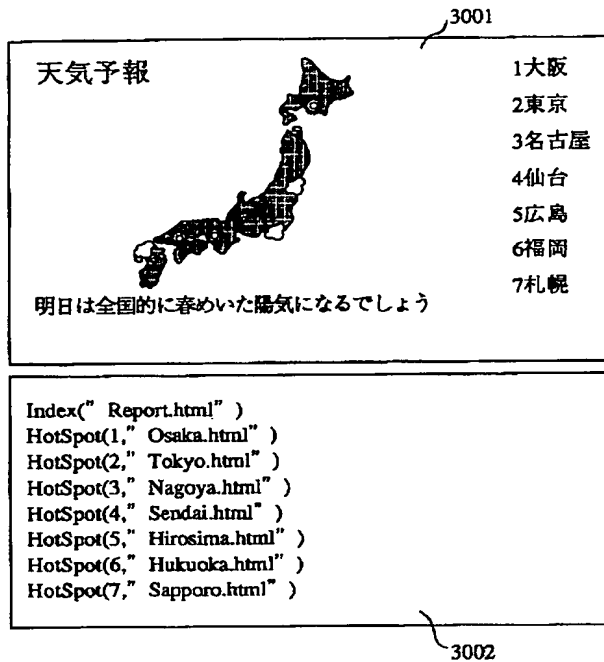 3001
天気予報
1大阪
2東京
3名古屋
4仙台
5広島
6福岡
7札幌
明日は全国的に春めいた陽気になるでしょう
Index(” Report.html” )
HotSpot(1,” Osaka.html” )
HotSpot(2,” Tokyo.html” )
HotSpot(3,” Nagoya.html” )
HotSpot(4,” Sendai.html” )
HotSpot(5,” Hirosima.html” )
HotSpot(6,” Hukuoka.html” )
HotSpot(7,” Sapporo.html” )
3002